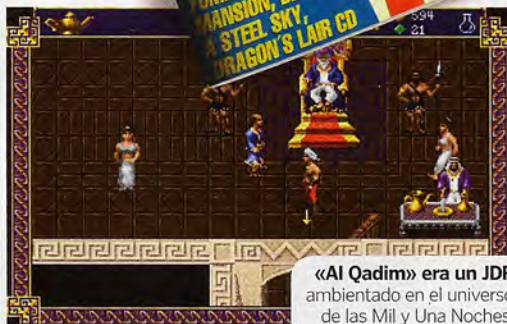 MANSION,
A STEEL SKY,
DRAGON'S LAIR CD
594
21
«Al Qadim» era un JDR
ambientado en el universo
de las Mil y Una Noches